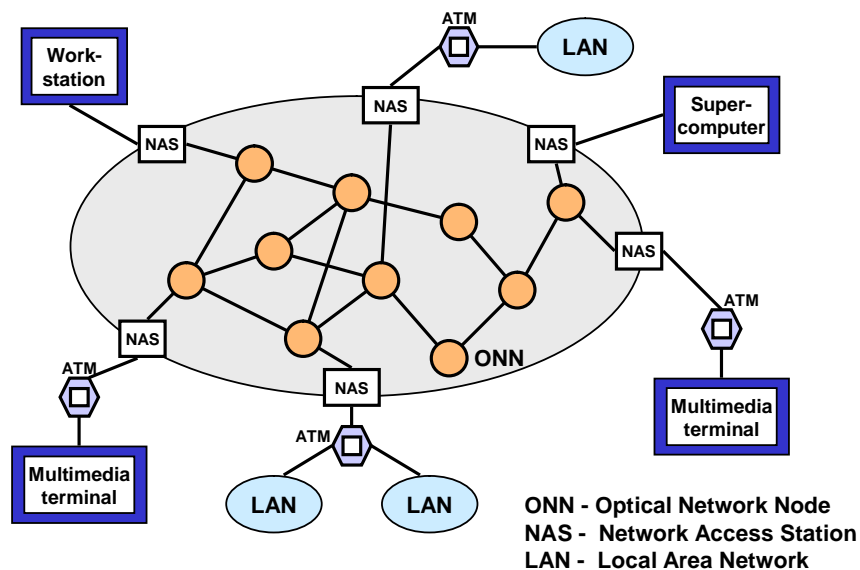 ATM
LAN
Work-
station
NAS
Super-
computer
NAS
NAS
NAS
ATM
NAS
ONN
ATM
NAS
Multimedia
terminal
ATM
Multimedia
terminal
LAN
LAN
ONN - Optical Network Node
NAS - Network Access Station
LAN - Local Area Network